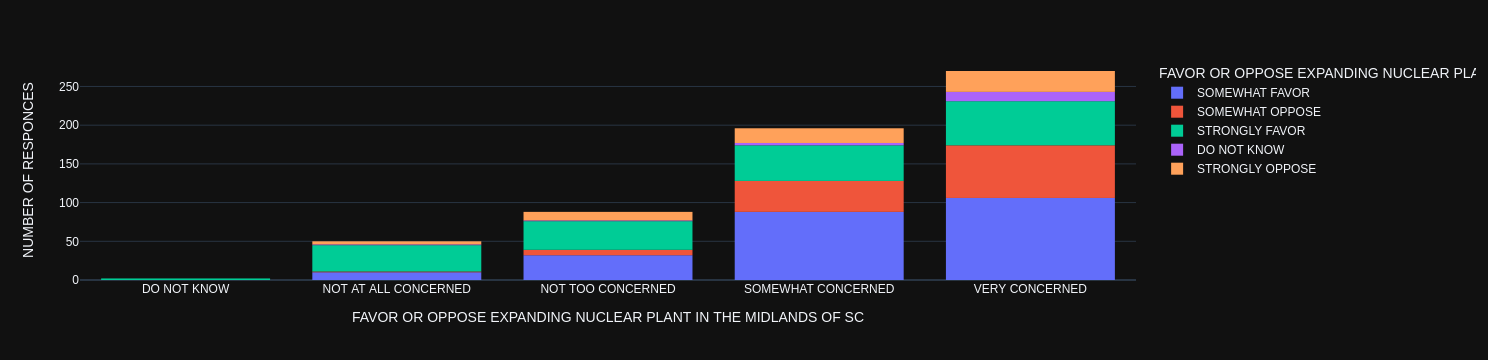 NUMBER OF RESPONCES
250
200
150
100
50
0
DO NOT KNOW
NOT AT ALL CONCERNED
NOT TOO CONCERNED
SOMEWHAT CONCERNED
VERY CONCERNED
FAVOR OR OPPOSE EXPANDING NUCLEAR PLANT IN THE MIDLANDS OF SC
FAVOR OR OPPOSE EXPANDING NUCLEAR PLA
SOMEWHAT FAVOR
SOMEWHAT OPPOSE
STRONGLY FAVOR
DO NOT KNOW
STRONGLY OPPOSE